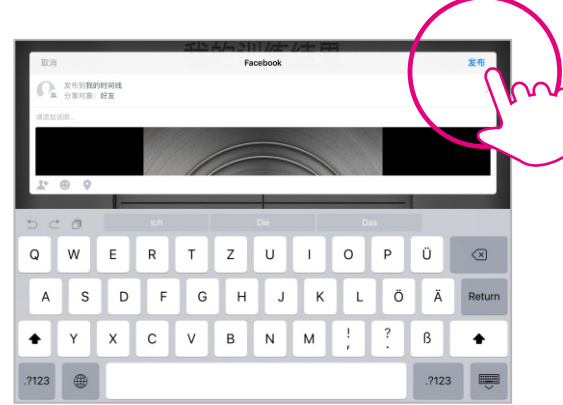 我的训练结果
取消 Facebook 发布
发布到我的时间线
分享对象：好友
请添加说明...
ich Die Das
Q W E R T Z U I O P Ü
A S D F G H J K L Ö Ä Return
Y X C V B N M ! , ? . ß
.?123 .?123